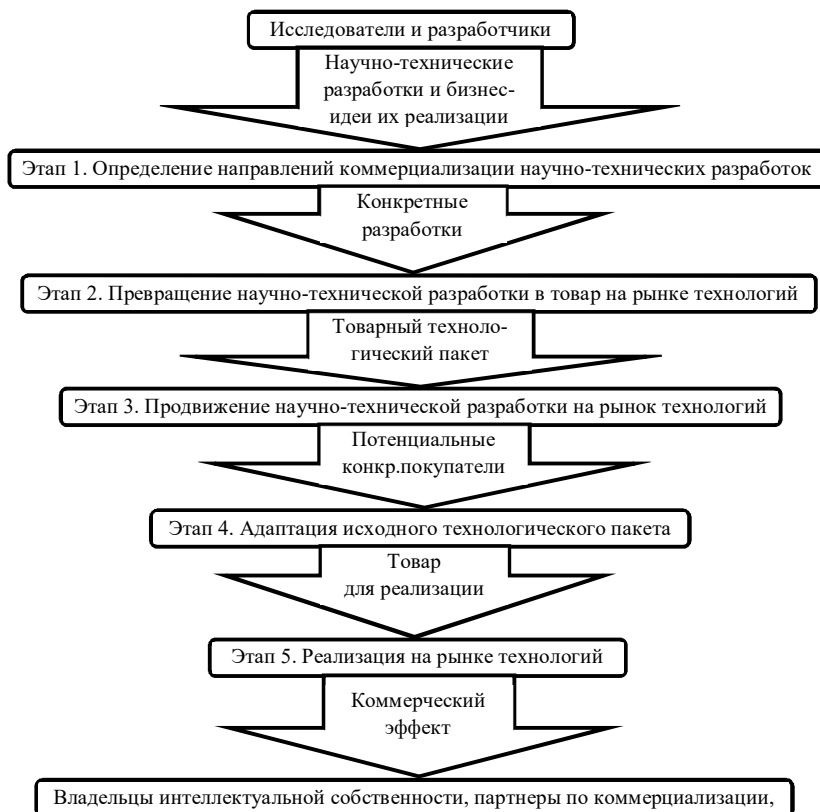 Исследователи и разработчики
Научно-технические
разработки и бизнес-
идеи их реализации
Этап 1. Определение направлений коммерциализации научно-технических разработок
Конкретные
разработки
Этап 2. Превращение научно-технической разработки в товар на рынке технологий
Товарный техноло-
гический пакет
Этап 3. Продвижение научно-технической разработки на рынок технологий
Потенциальные
конкр.покупатели
Этап 4. Адаптация исходного технологического пакета
Товар
для реализации
Этап 5. Реализация на рынке технологий
Коммерческий
эффект
Владельцы интеллектуальной собственности, партнеры по коммерциализации,